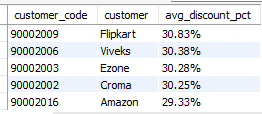 customer_code customer avg_discount_pct
90002009 Flipkart 30.83%
90002006 Viveks 30.38%
90002003 Ezone 30.28%
90002002 Croma 30.25%
90002016 Amazon 29.33%